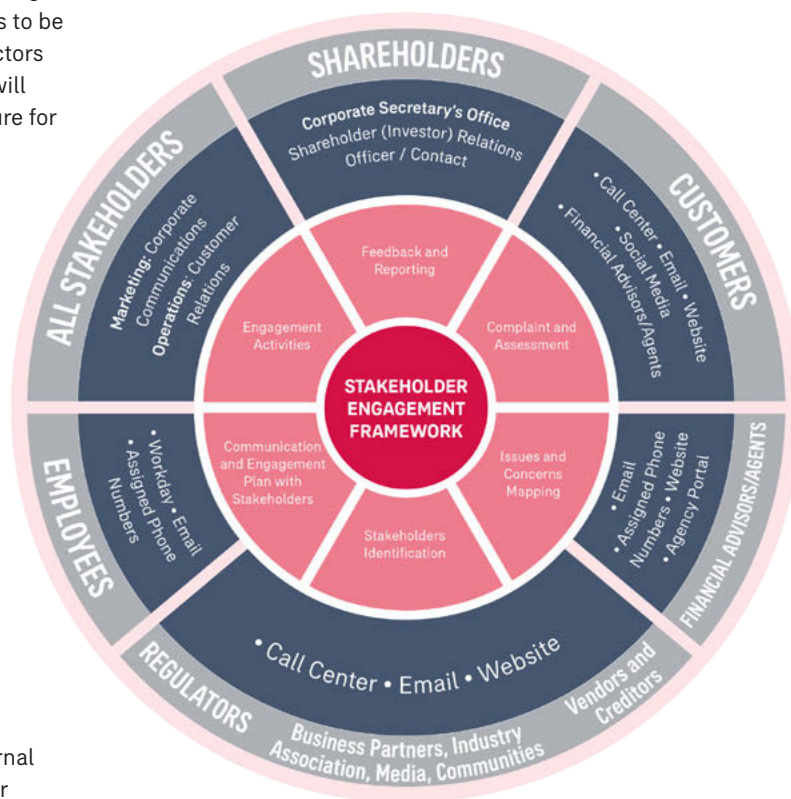 s to be
ctors
will
ure for
SHAREHOLDERS
Corporate Secretary's Office
Shareholder (Investor) Relations
Officer / Contact
CUSTOMERS
• Call Center • Email • Website
• Social Media
• Financial Advisors/Agents
FINANCIAL ADVISORS/AGENTS
• Email
• Assigned Phone
Numbers • Website
• Agency Portal
Vendors and
Creditors
Business Partners, Industry
Association, Media, Communities
REGULATORS
• Call Center • Email • Website
EMPLOYEES
• Workday • Email
• Assigned Phone
Numbers
ALL STAKEHOLDERS
Marketing: Corporate
Communications
Operations: Customer
Relations
Feedback and
Reporting
Complaint and
Assessment
Issues and
Concerns
Mapping
Stakeholders
Identification
Communication
and Engagement
Plan with
Stakeholders
Engagement
Activities
STAKEHOLDER
ENGAGEMENT
FRAMEWORK
rnal
r